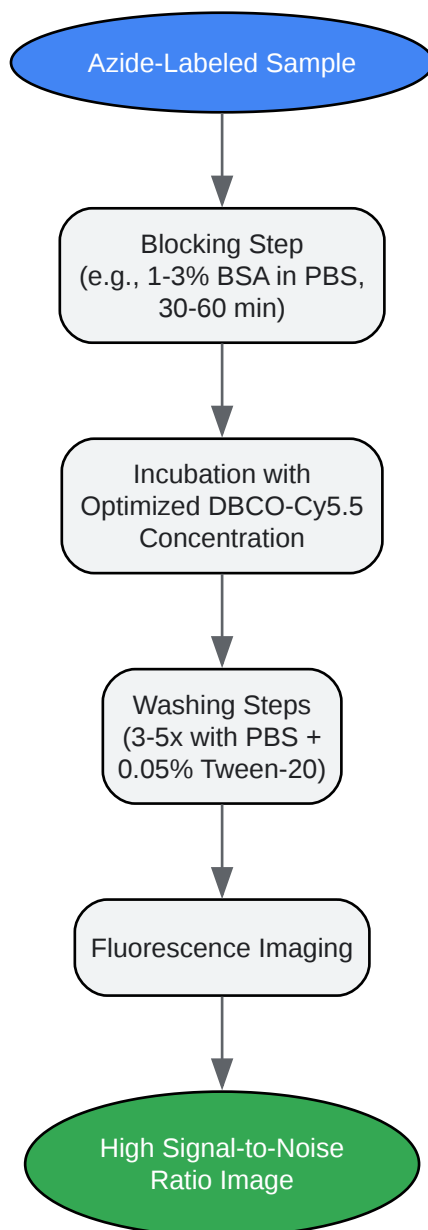 Azide-Labeled Sample
Blocking Step
(e.g., 1-3% BSA in PBS,
30-60 min)
Incubation with
Optimized DBCO-Cy5.5
Concentration
Washing Steps
(3-5x with PBS +
0.05% Tween-20)
Fluorescence Imaging
High Signal-to-Noise
Ratio Image